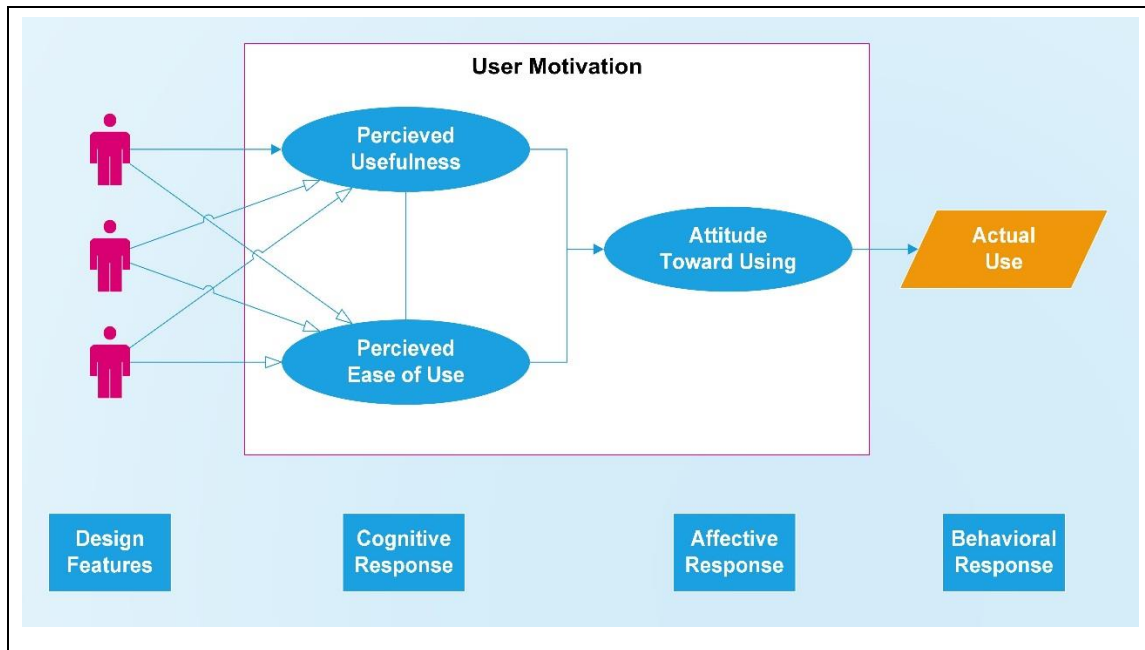 User Motivation
Percieved
Usefulness
Attitude
Toward Using
Actual
Use
Percieved
Ease of Use
Design
Features
Cognitive
Response
Affective
Response
Behavioral
Response